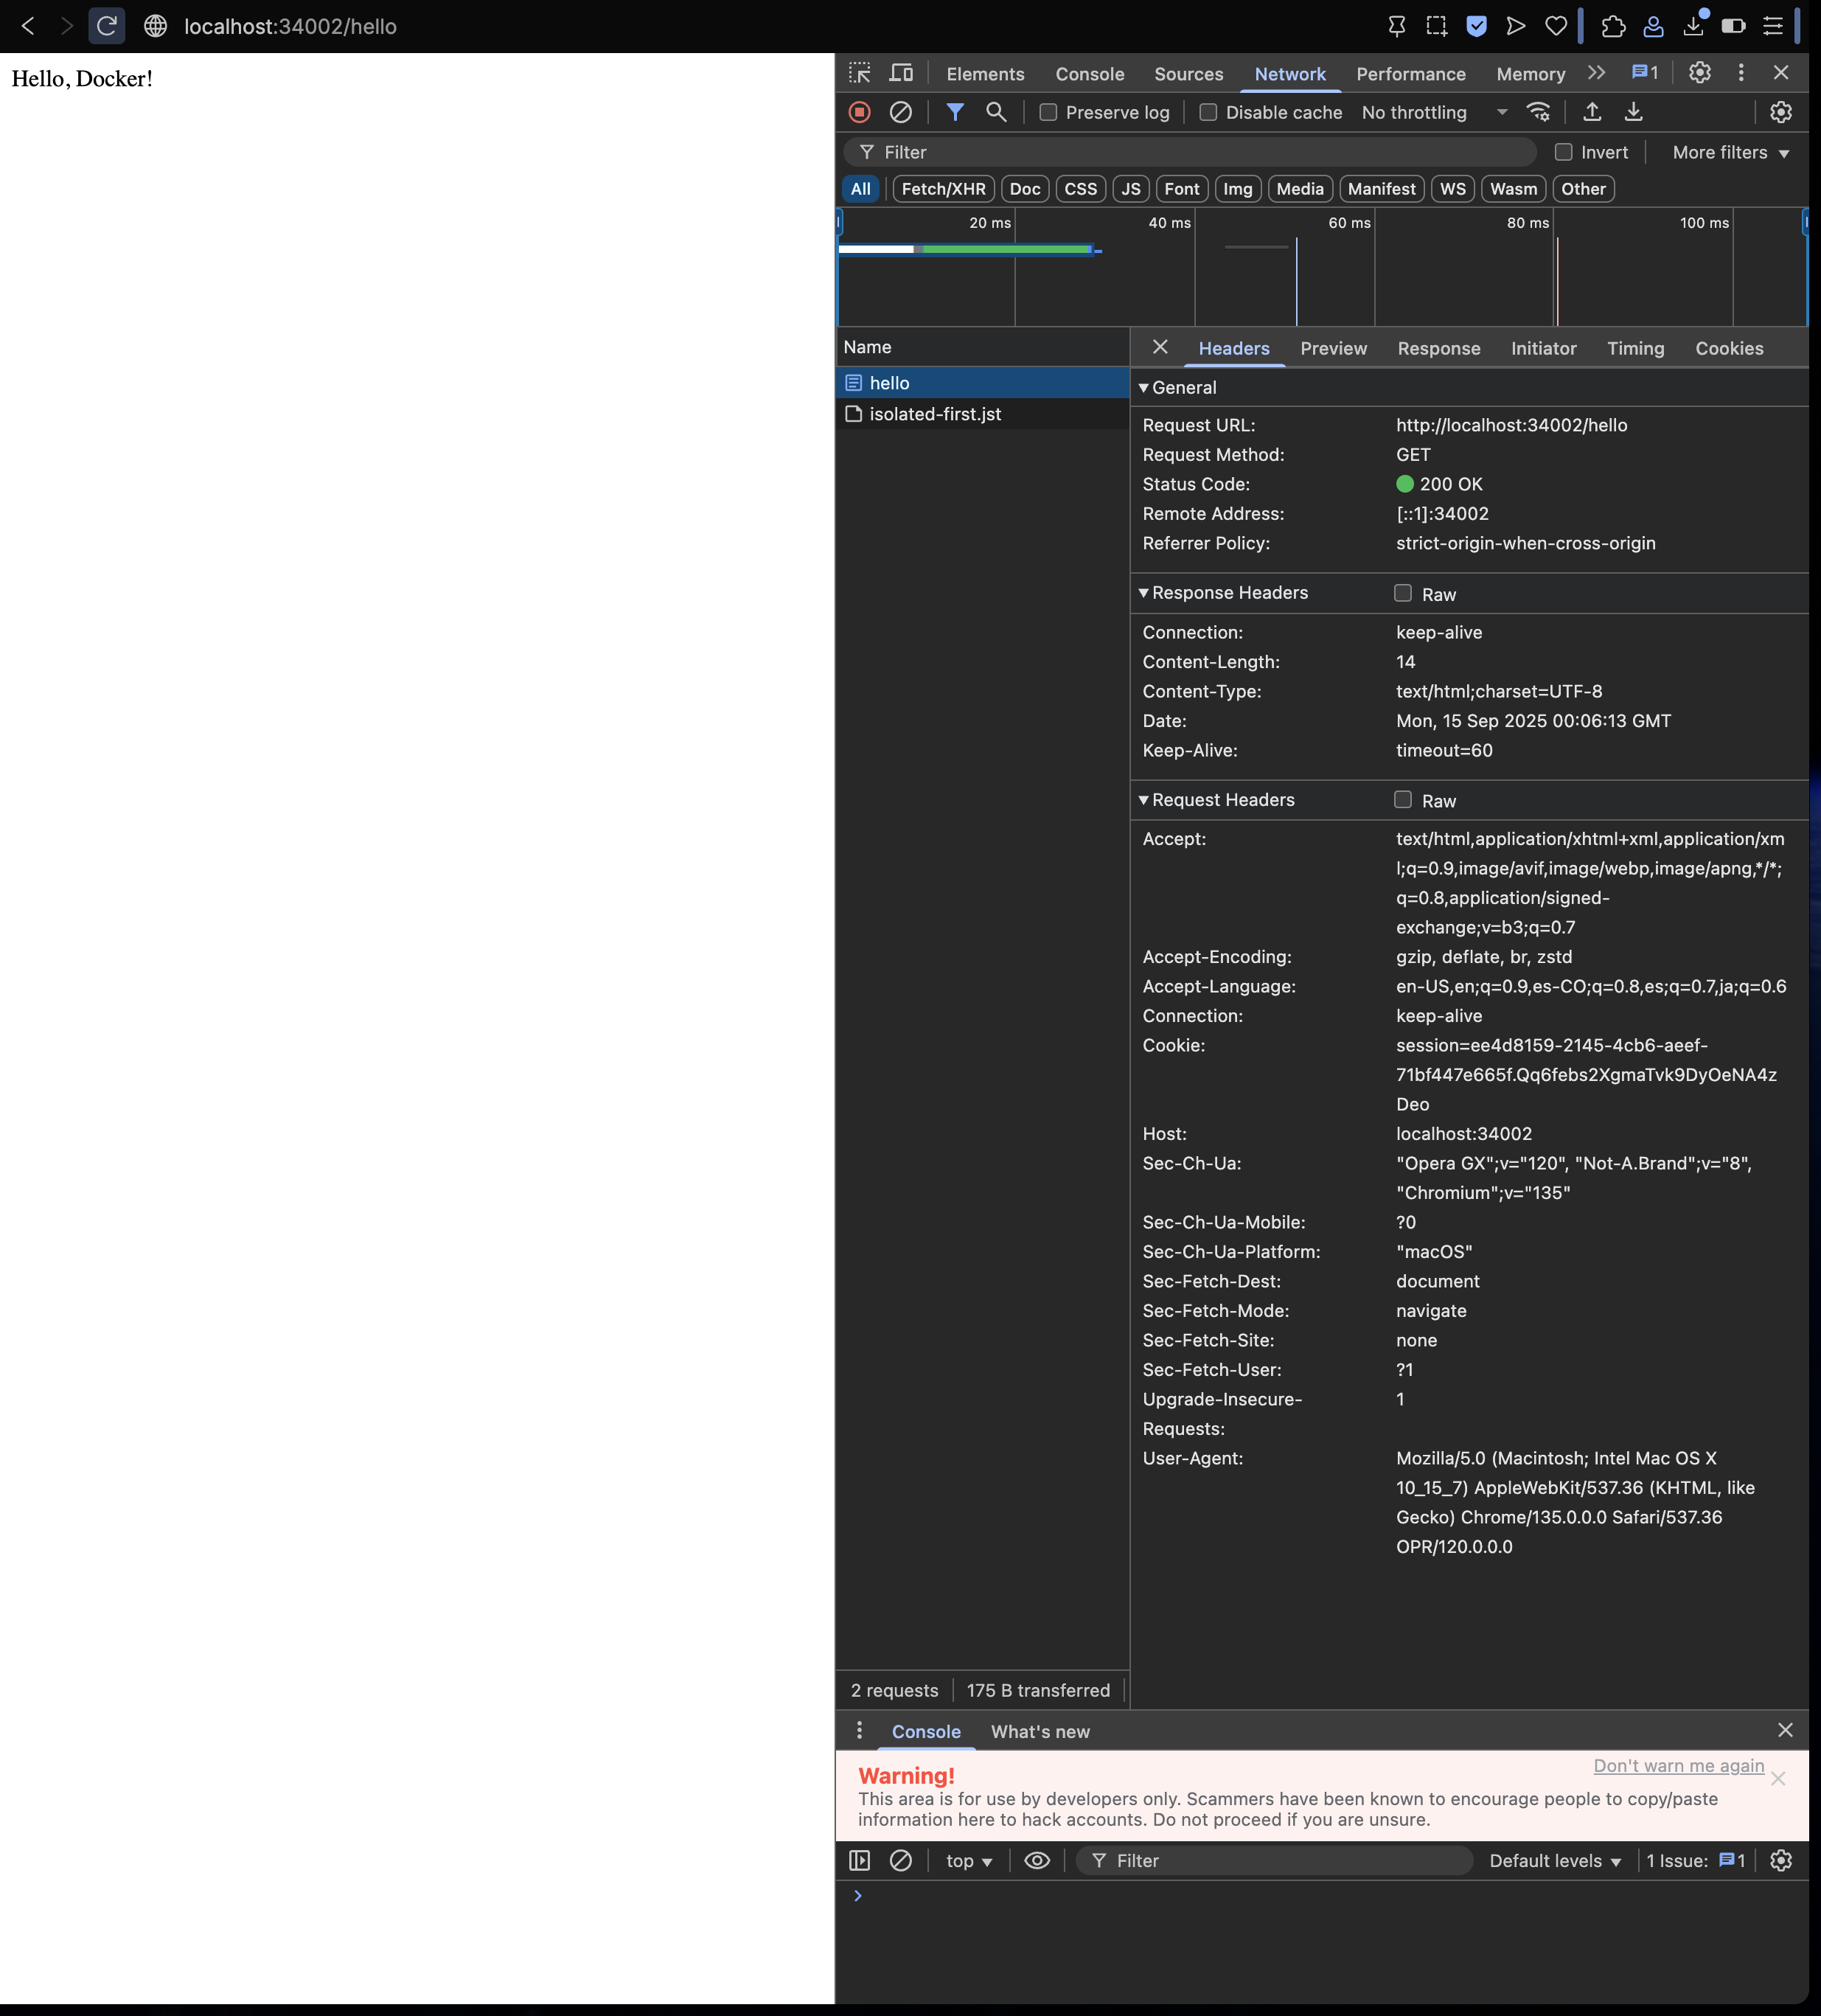 localhost:34002/hello
Hello, Docker!
Elements Console Sources Network Performance Memory 1
Preserve log Disable cache No throttling
Filter Invert More filters
All Fetch/XHR Doc CSS JS Font Img Media Manifest WS Wasm Other
20 ms 40 ms 60 ms 80 ms 100 ms
Name
hello
isolated-first.jst
Headers Preview Response Initiator Timing Cookies
General
Request URL: http://localhost:34002/hello
Request Method: GET
Status Code: 200 OK
Remote Address: [::1]:34002
Referrer Policy: strict-origin-when-cross-origin
Response Headers Raw
Connection: keep-alive
Content-Length: 14
Content-Type: text/html;charset=UTF-8
Date: Mon, 15 Sep 2025 00:06:13 GMT
Keep-Alive: timeout=60
Request Headers Raw
Accept: text/html,application/xhtml+xml,application/xm
l;q=0.9,image/avif,image/webp,image/apng,*/*;
q=0.8,application/signed-
exchange;v=b3;q=0.7
Accept-Encoding: gzip, deflate, br, zstd
Accept-Language: en-US,en;q=0.9,es-CO;q=0.8,es;q=0.7,ja;q=0.6
Connection: keep-alive
Cookie: session=ee4d8159-2145-4cb6-aeef-
71bf447e665f.Qq6febs2XgmaTvk9DyOeNA4z
Deo
Host: localhost:34002
Sec-Ch-Ua: "Opera GX";v="120", "Not-A.Brand";v="8",
"Chromium";v="135"
Sec-Ch-Ua-Mobile: ?0
Sec-Ch-Ua-Platform: "macOS"
Sec-Fetch-Dest: document
Sec-Fetch-Mode: navigate
Sec-Fetch-Site: none
Sec-Fetch-User: ?1
Upgrade-Insecure- 1
Requests:
User-Agent: Mozilla/5.0 (Macintosh; Intel Mac OS X
10_15_7) AppleWebKit/537.36 (KHTML, like
Gecko) Chrome/135.0.0.0 Safari/537.36
OPR/120.0.0.0
2 requests 175 B transferred
Console What's new
Don't warn me again
Warning!
This area is for use by developers only. Scammers have been known to encourage people to copy/paste
information here to hack accounts. Do not proceed if you are unsure.
top Filter Default levels 1 Issue: 1